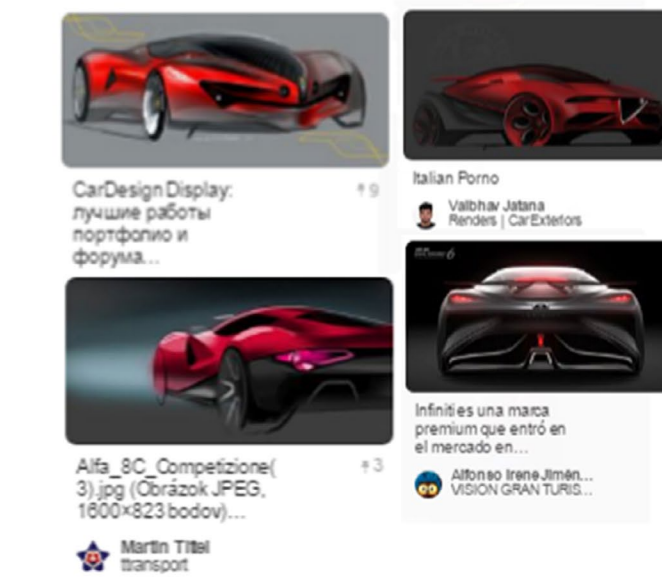 CarDesign Display:
лучшие работы
портфолио и
форума...
9
Italian Porno
Vaibhav Jatana
Renders | Car Exteriors
Alfa_8C_Competizione(
3).jpg (Obrázok JPEG,
1600×823 bodov)...
3
Martin Tittel
ttransport
Infiniti es una marca
premium que entró en
el mercado en...
Alfonso Irene Jimén...
VISION GRAN TURIS...